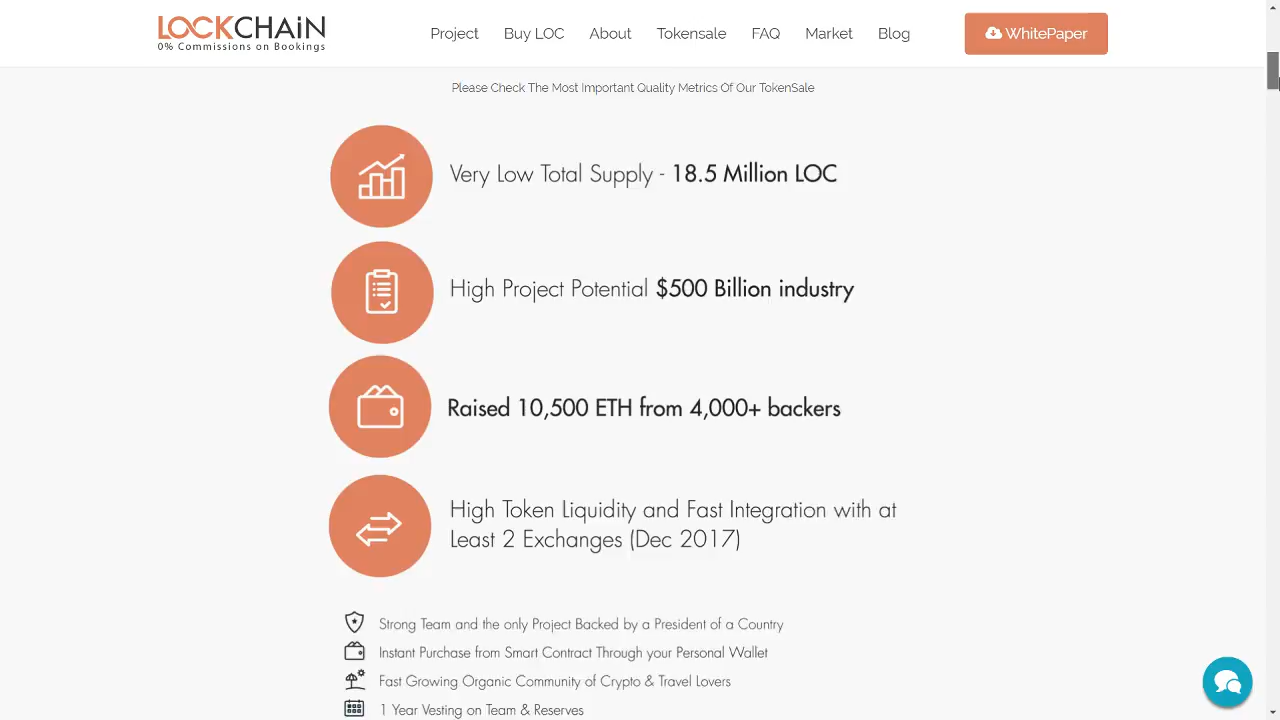 LOCKCHAiN
0% Commissions on Bookings
Project Buy LOC About Tokensale FAQ Market Blog WhitePaper
Please Check The Most Important Quality Metrics Of Our TokenSale
Very Low Total Supply - 18.5 Million LOC
High Project Potential $500 Billion industry
Raised 10,500 ETH from 4,000+ backers
High Token Liquidity and Fast Integration with at
Least 2 Exchanges (Dec 2017)
Strong Team and the only Project Backed by a President of a Country
Instant Purchase from Smart Contract Through your Personal Wallet
Fast Growing Organic Community of Crypto & Travel Lovers
1 Year Vesting on Team & Reserves